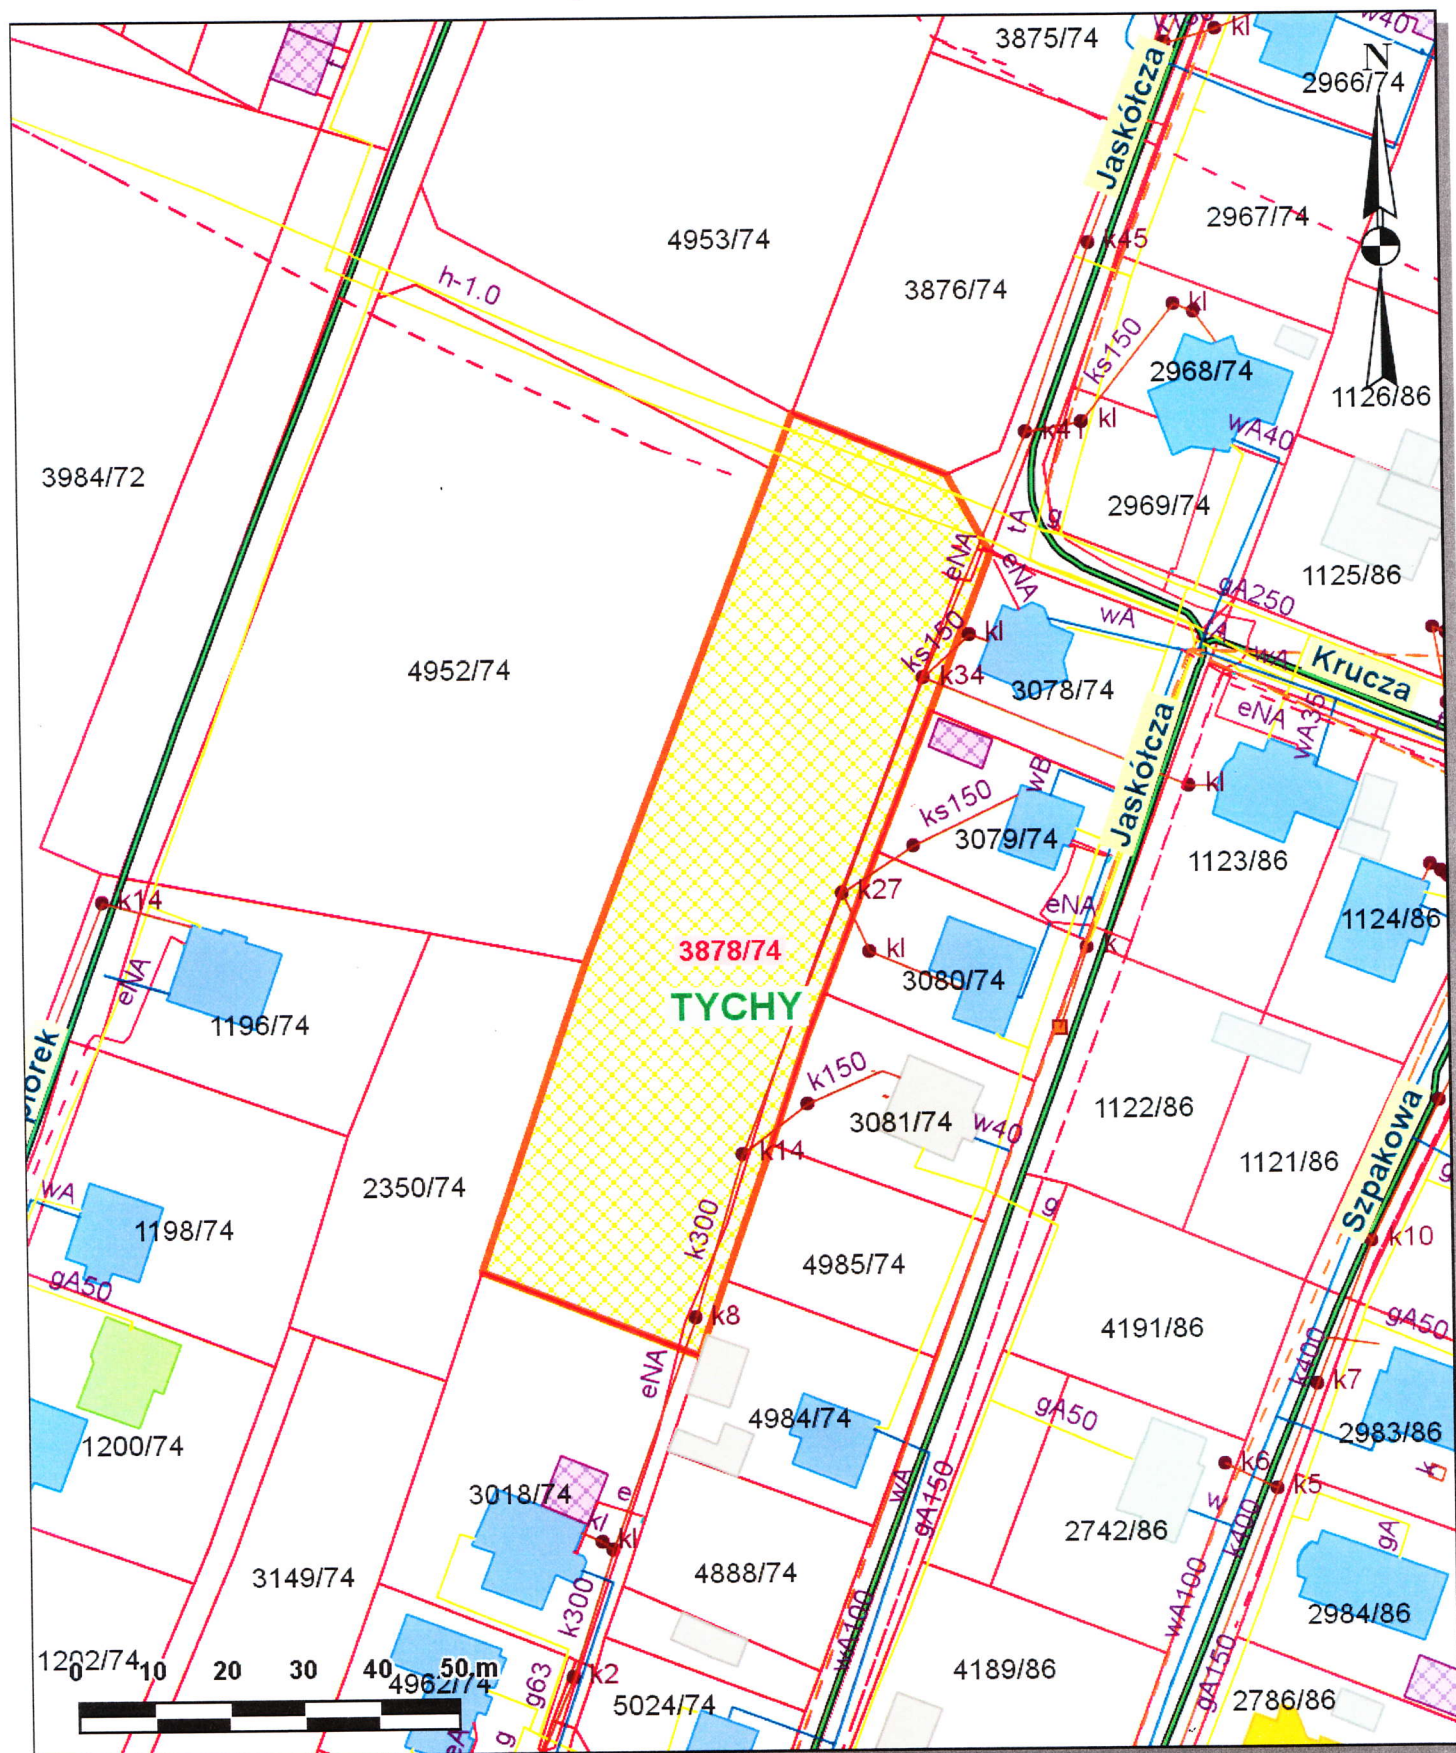 3875/74
Jaskółcza
kl
w40
N
2966/74
2967/74
4953/74
k45
h-1.0
3876/74
kl
ks150
2968/74
1126/86
kl
k41
wA40
3984/72
2969/74
tA
g
eNA
eNA
1125/86
gA250
wA
ks150
kl
wA
Krucza
4952/74
k34
3078/74
eNA
wA35
Jaskółcza
wB
kl
ks150
3079/74
1123/86
k27
k14
eNA
1124/86
3878/74
kl
k
3080/74
TYCHY
eNA
1196/74
piórek
k150
3081/74
w40
1122/86
Szpakowa
k14
1121/86
wA
2350/74
g
g
1198/74
k300
k10
4985/74
gA50
k8
4191/86
gA50
k400
eNA
k7
gA50
4984/74
1200/74
2983/86
k6
k
3018/74
e
wA
gA150
k5
w
kl
kl
2742/86
k400
gA
3149/74
4888/74
k300
wA100
wA100
2984/86
1202/74
0 10 20 30 40 50 m
4962/74
g63
k2
4189/86
gA150
5024/74
2786/86
g
eA